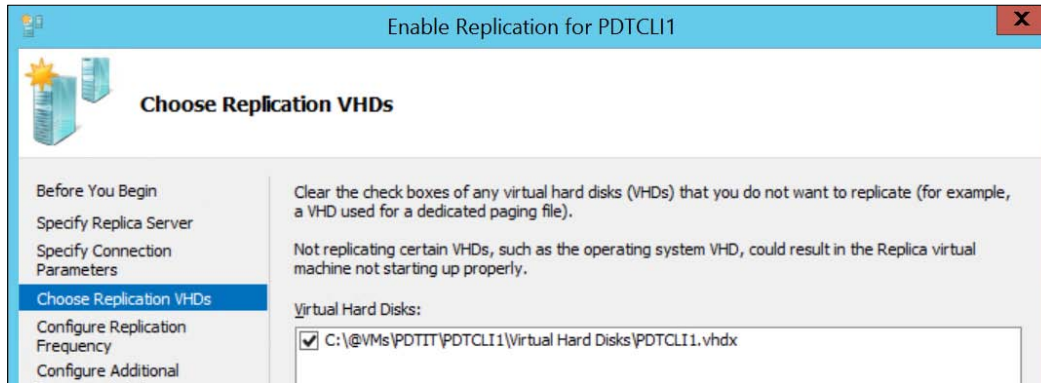 Enable Replication for PDTCLI1
X
Choose Replication VHDs
Before You Begin
Specify Replica Server
Specify Connection
Parameters
Choose Replication VHDs
Configure Replication
Frequency
Configure Additional
Clear the check boxes of any virtual hard disks (VHDs) that you do not want to replicate (for example,
a VHD used for a dedicated paging file).
Not replicating certain VHDs, such as the operating system VHD, could result in the Replica virtual
machine not starting up properly.
Virtual Hard Disks:
C:\@VMs\PDTIT\PDTCLI1\Virtual Hard Disks\PDTCLI1.vhdx